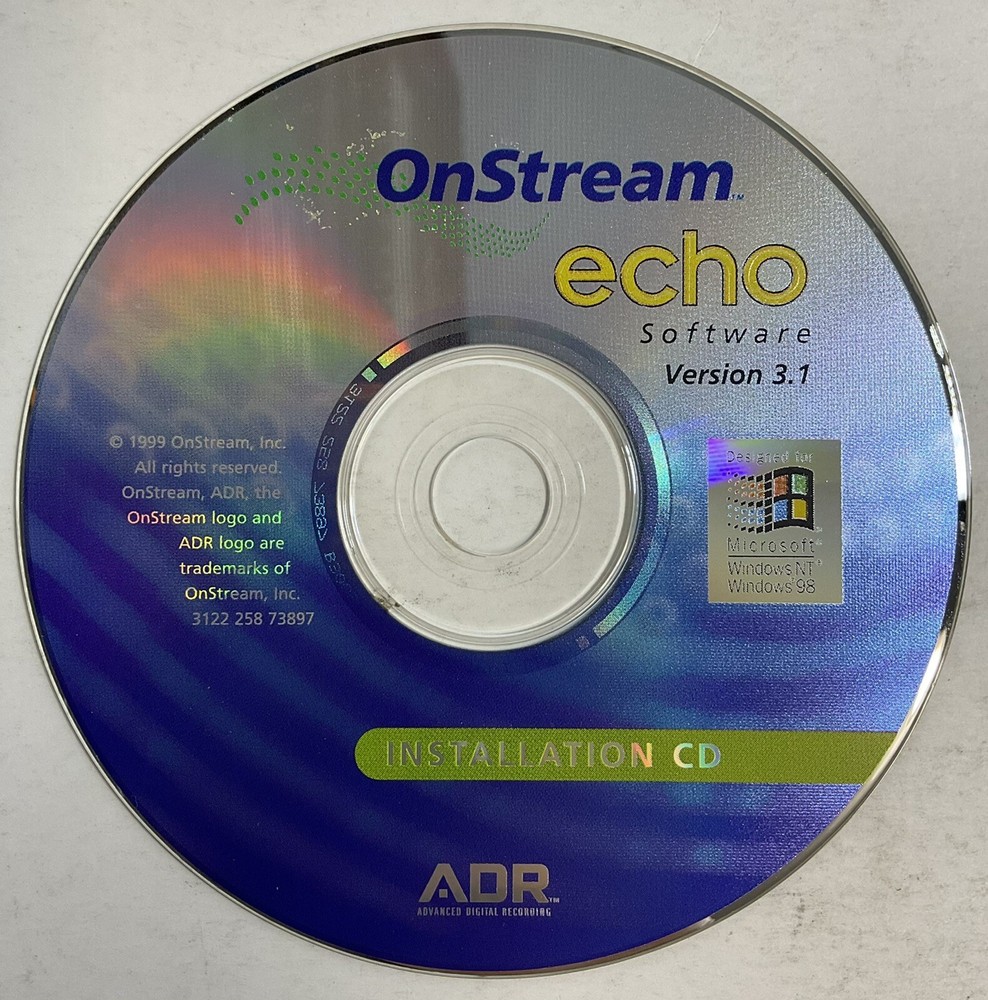 OnStream™
echo
Software
Version 3.1
© 1999 OnStream, Inc.
All rights reserved.
OnStream, ADR, the
OnStream logo and
ADR logo are
trademarks of
OnStream, Inc.
3122 258 73897
Designed for
Microsoft®
Windows NT®
Windows®98
INSTALLATION CD
ADR™
ADVANCED DIGITAL RECORDING